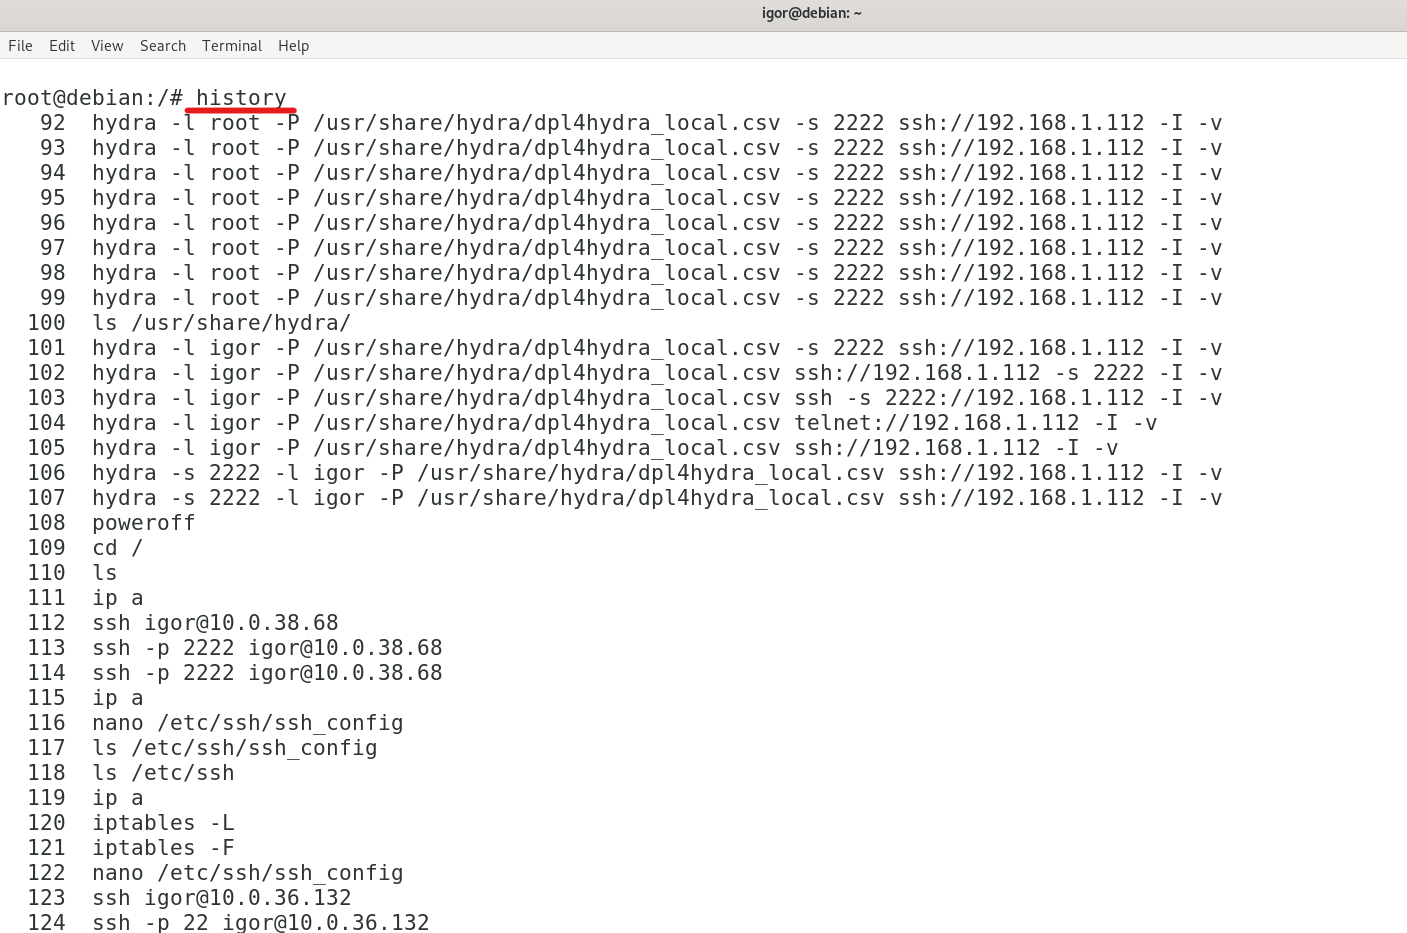 igor@debian: ~
File Edit View Search Terminal Help
root@debian:/# history
92 hydra -l root -P /usr/share/hydra/dpl4hydra_local.csv -s 2222 ssh://192.168.1.112 -I -v
93 hydra -l root -P /usr/share/hydra/dpl4hydra_local.csv -s 2222 ssh://192.168.1.112 -I -v
94 hydra -l root -P /usr/share/hydra/dpl4hydra_local.csv -s 2222 ssh://192.168.1.112 -I -v
95 hydra -l root -P /usr/share/hydra/dpl4hydra_local.csv -s 2222 ssh://192.168.1.112 -I -v
96 hydra -l root -P /usr/share/hydra/dpl4hydra_local.csv -s 2222 ssh://192.168.1.112 -I -v
97 hydra -l root -P /usr/share/hydra/dpl4hydra_local.csv -s 2222 ssh://192.168.1.112 -I -v
98 hydra -l root -P /usr/share/hydra/dpl4hydra_local.csv -s 2222 ssh://192.168.1.112 -I -v
99 hydra -l root -P /usr/share/hydra/dpl4hydra_local.csv -s 2222 ssh://192.168.1.112 -I -v
100 ls /usr/share/hydra/
101 hydra -l igor -P /usr/share/hydra/dpl4hydra_local.csv -s 2222 ssh://192.168.1.112 -I -v
102 hydra -l igor -P /usr/share/hydra/dpl4hydra_local.csv ssh://192.168.1.112 -s 2222 -I -v
103 hydra -l igor -P /usr/share/hydra/dpl4hydra_local.csv ssh -s 2222://192.168.1.112 -I -v
104 hydra -l igor -P /usr/share/hydra/dpl4hydra_local.csv telnet://192.168.1.112 -I -v
105 hydra -l igor -P /usr/share/hydra/dpl4hydra_local.csv ssh://192.168.1.112 -I -v
106 hydra -s 2222 -l igor -P /usr/share/hydra/dpl4hydra_local.csv ssh://192.168.1.112 -I -v
107 hydra -s 2222 -l igor -P /usr/share/hydra/dpl4hydra_local.csv ssh://192.168.1.112 -I -v
108 poweroff
109 cd /
110 ls
111 ip a
112 ssh igor@10.0.38.68
113 ssh -p 2222 igor@10.0.38.68
114 ssh -p 2222 igor@10.0.38.68
115 ip a
116 nano /etc/ssh/ssh_config
117 ls /etc/ssh/ssh_config
118 ls /etc/ssh
119 ip a
120 iptables -L
121 iptables -F
122 nano /etc/ssh/ssh_config
123 ssh igor@10.0.36.132
124 ssh -p 22 igor@10.0.36.132